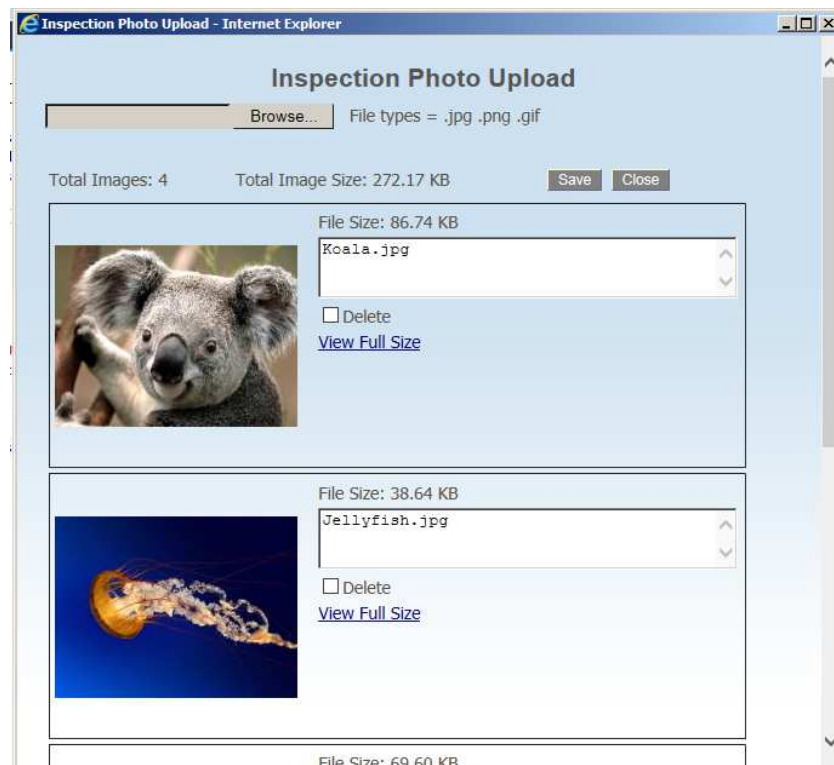 Inspection Photo Upload - Internet Explorer
Inspection Photo Upload
Browse... File types = .jpg .png .gif
Total Images: 4 Total Image Size: 272.17 KB Save Close
File Size: 86.74 KB
Koala.jpg
Delete
View Full Size
File Size: 38.64 KB
Jellyfish.jpg
Delete
View Full Size
File Size: 69.60 KB